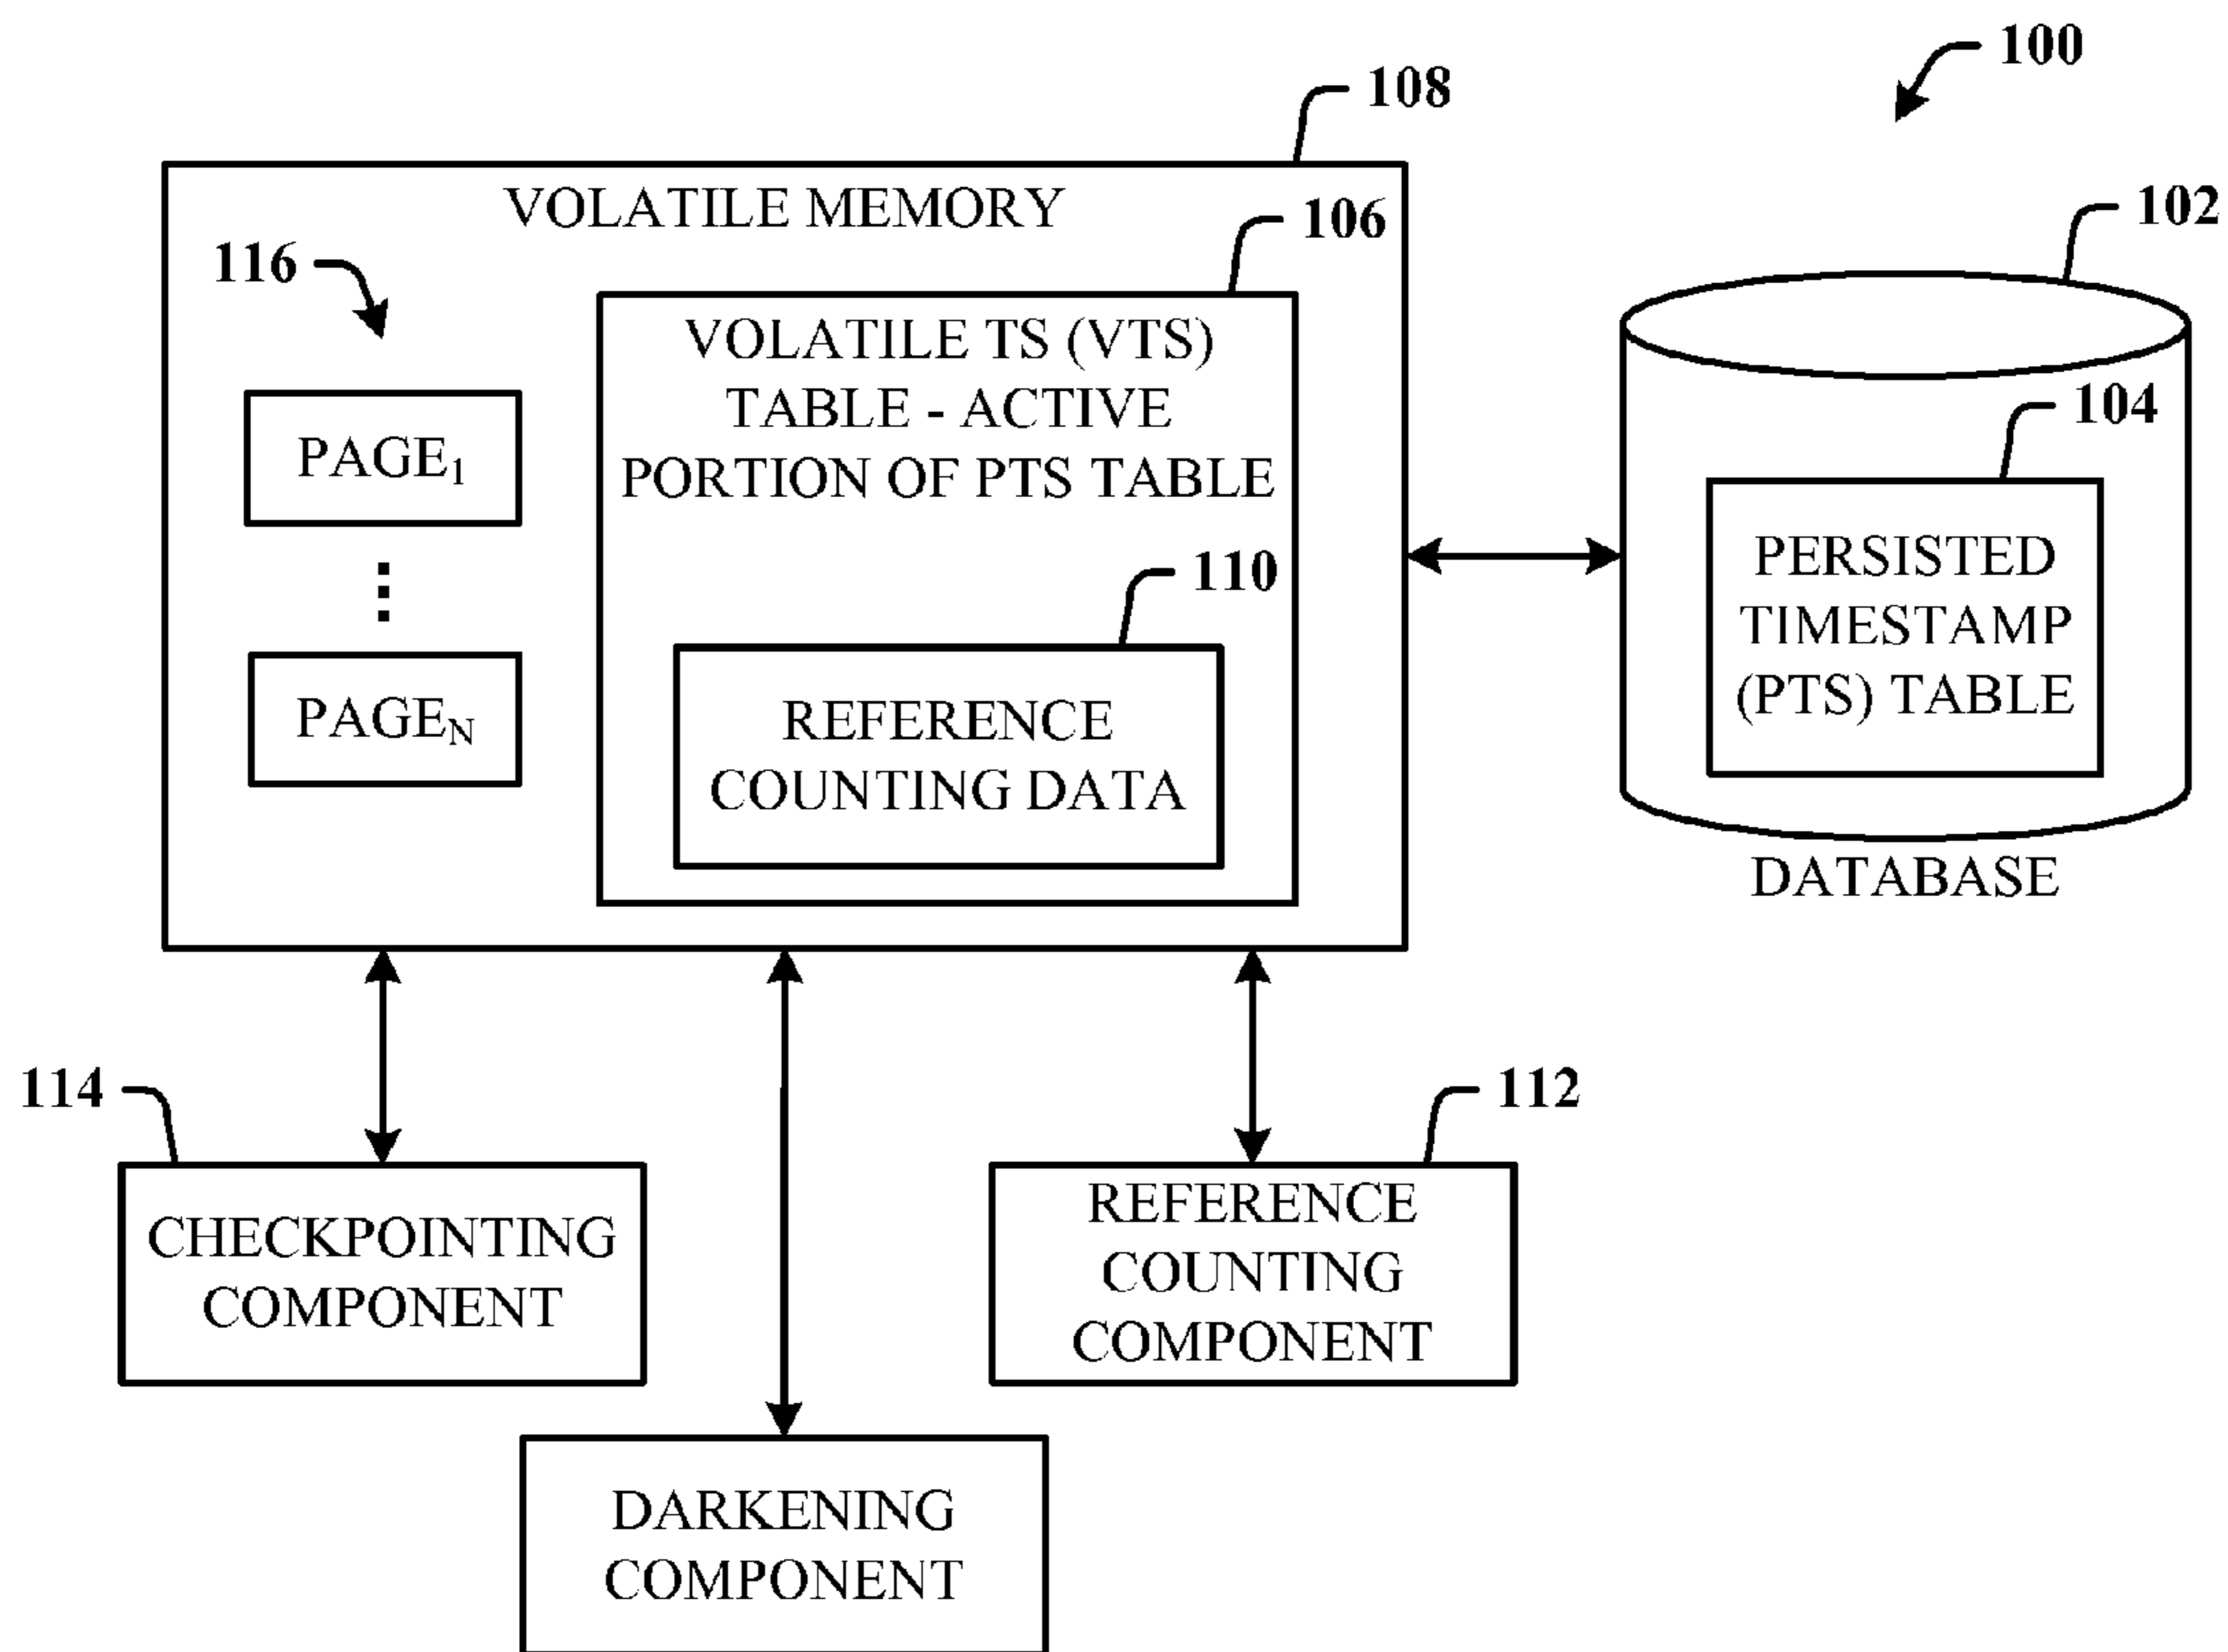 100
108
VOLATILE MEMORY
106
102
116
VOLATILE TS (VTS)
TABLE - ACTIVE
PORTION OF PTS TABLE
104
PAGE₁
110
PERSISTED
TIMESTAMP
(PTS) TABLE
PAGE_N
REFERENCE
COUNTING DATA
DATABASE
114
112
CHECKPOINTING
COMPONENT
REFERENCE
COUNTING
COMPONENT
DARKENING
COMPONENT